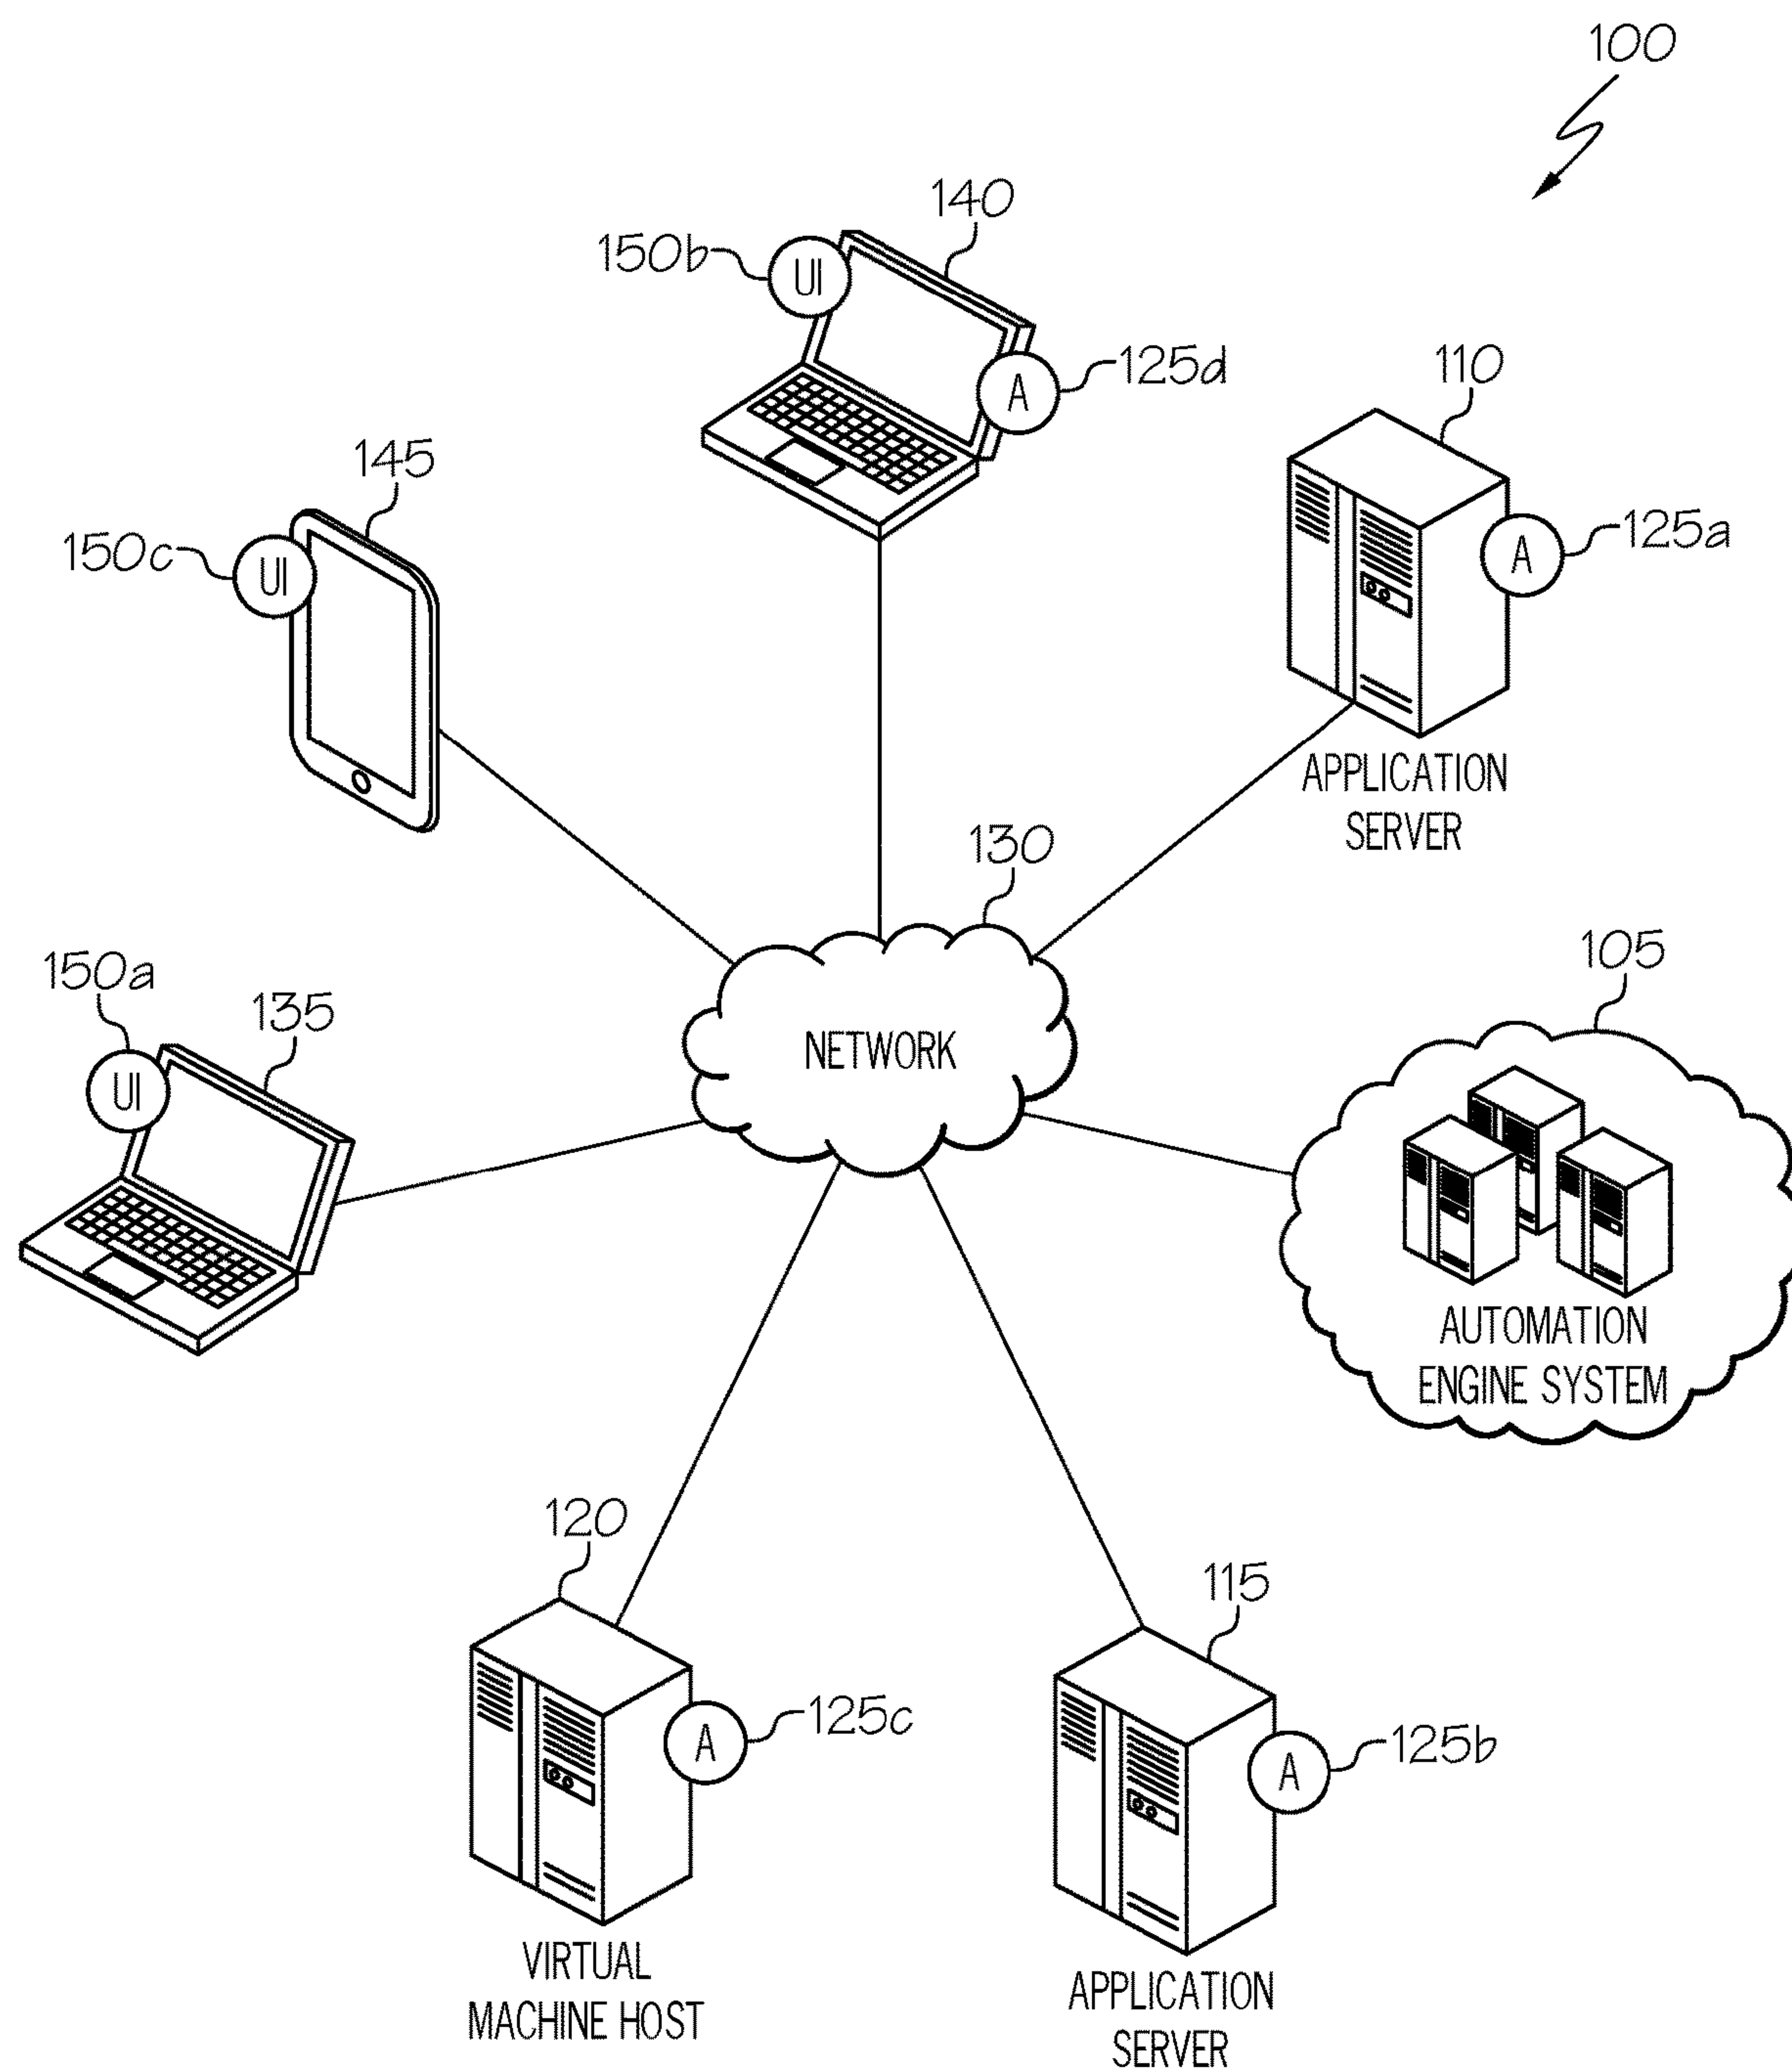 100
140
150b
UI
A
125d
110
145
A
125a
150c
UI
APPLICATION
SERVER
130
105
150a
135
NETWORK
UI
AUTOMATION
ENGINE SYSTEM
120
115
A
125c
A
125b
VIRTUAL
MACHINE HOST
APPLICATION
SERVER